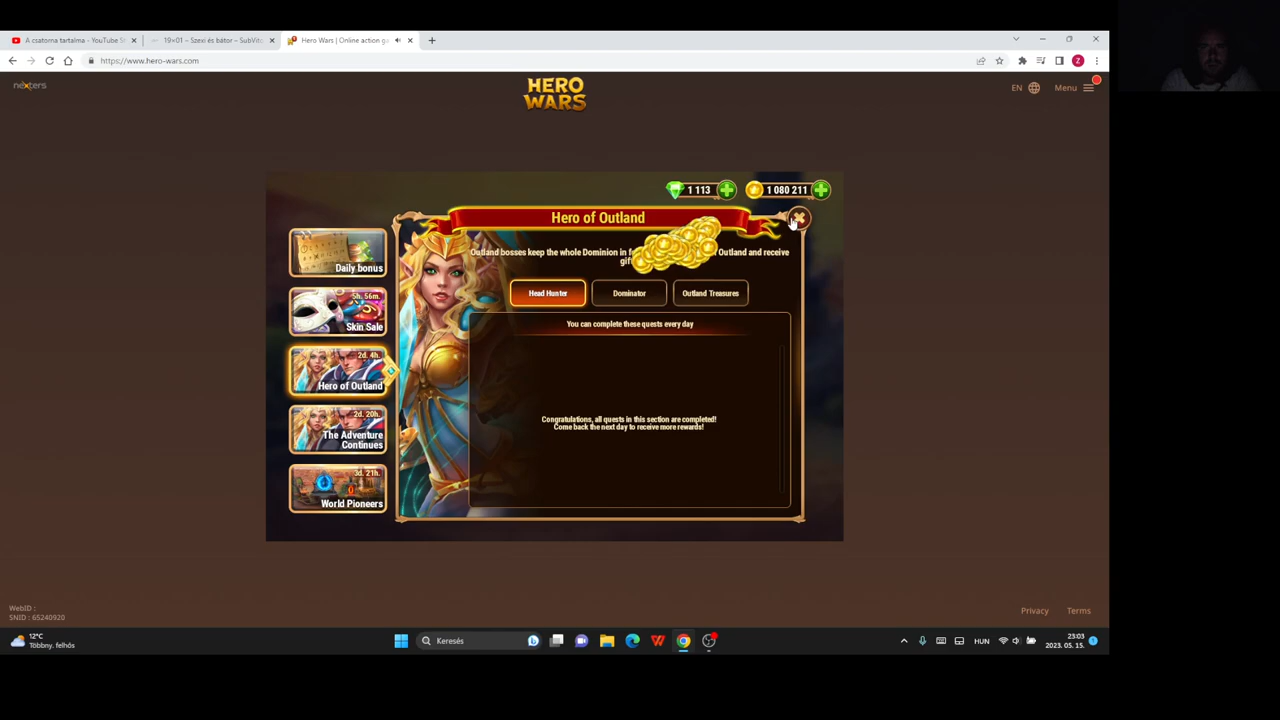 A csatorna tartalma - YouTube St
19×01 – Szexi és bátor – SubVito
Hero Wars | Online action ga
https://www.hero-wars.com
nexters
HERO
WARS
EN
Menu
1 113
1 080 211
Hero of Outland
Outland bosses keep the whole Dominion in Outland and receive
Daily bonus
5h. 56m.
Skin Sale
2d. 4h.
Hero of Outland
2d. 20h.
The Adventure
Continues
3d. 21h.
World Pioneers
Head Hunter
Dominator
Outland Treasures
You can complete these quests every day
Congratulations, all quests in this section are completed!
Come back the next day to receive more rewards!
WebID :
SNID : 65240920
Privacy
Terms
12°C
Többny. felhős
Keresés
HUN
23:03
2023. 05. 15.